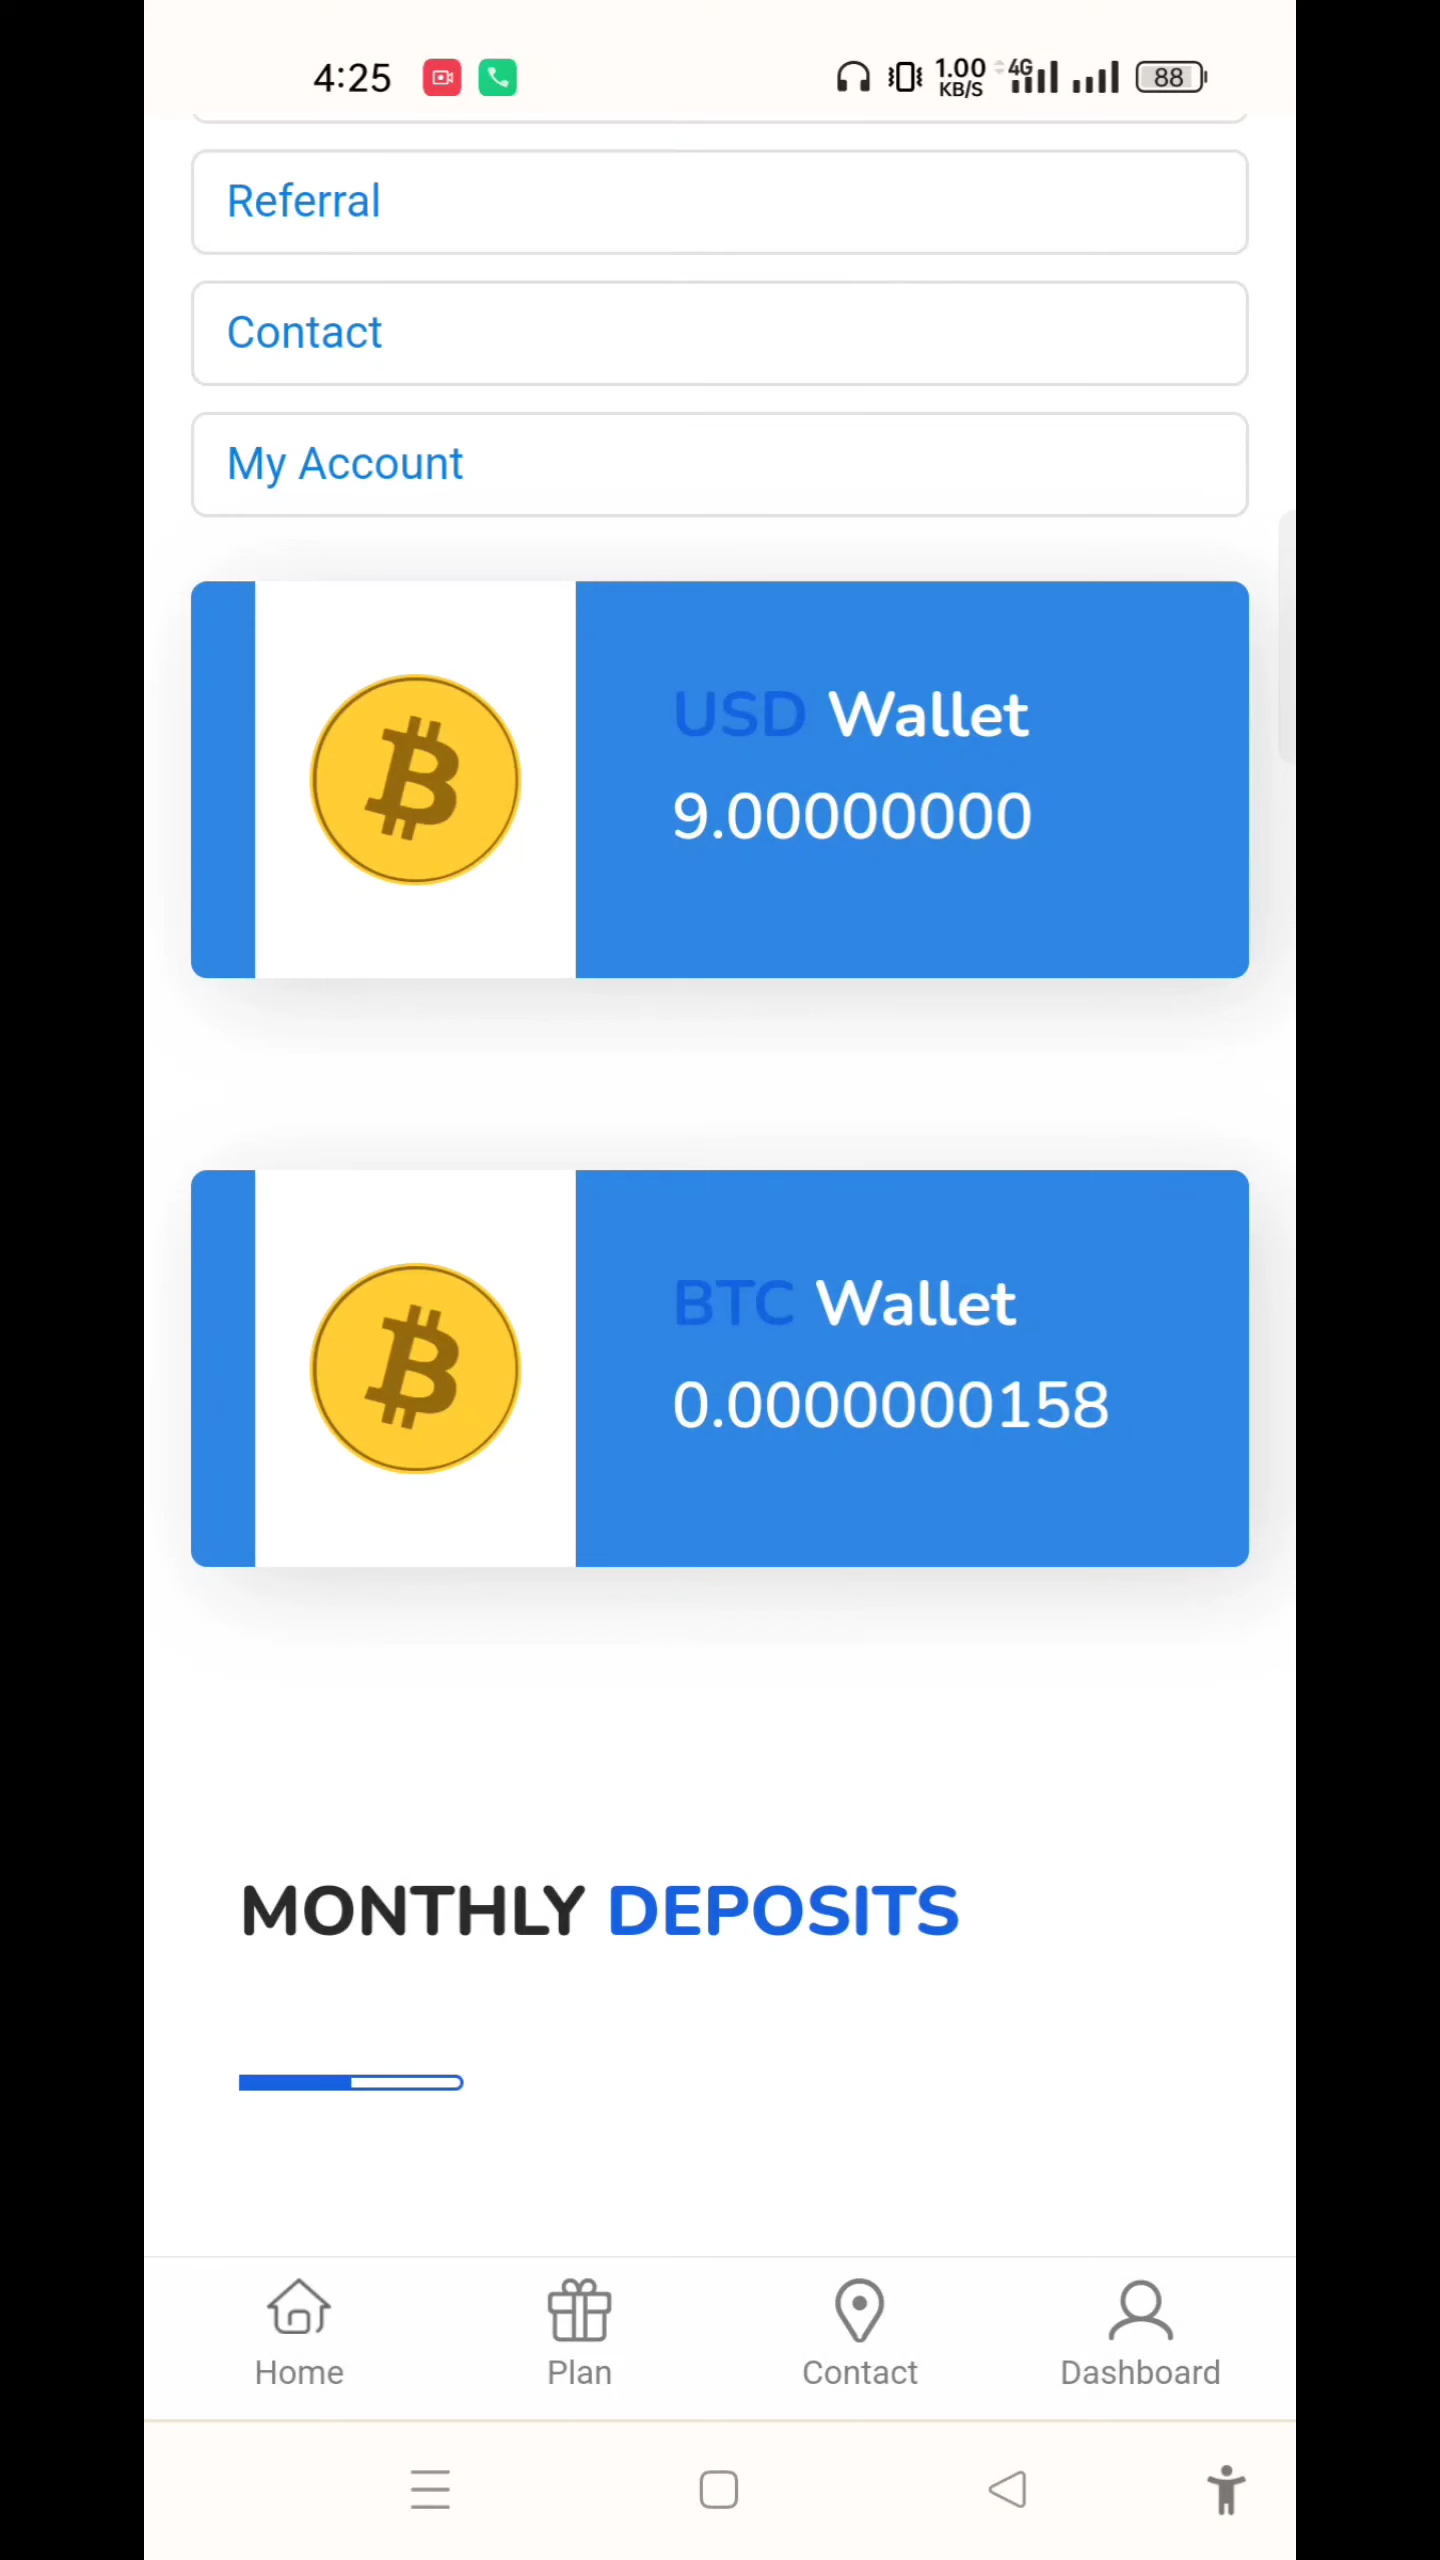 4:25 1.00 KB/S 4G 88
Referral
Contact
My Account
USD Wallet
9.00000000
BTC Wallet
0.0000000158
MONTHLY DEPOSITS
Home Plan Contact Dashboard